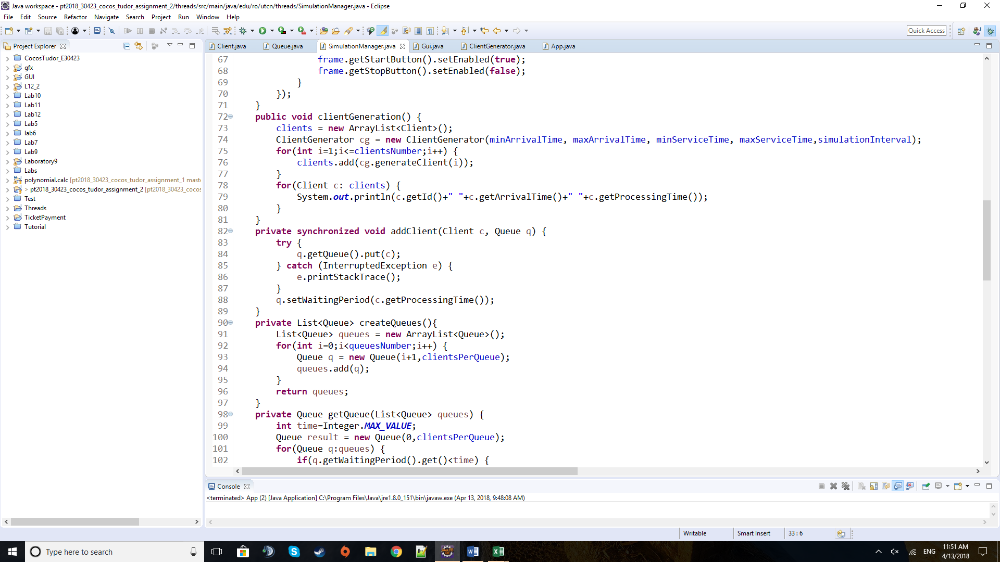 Java workspace - pt2018_30423_cocos_tudor_assignment_2/threads/src/main/java/edu/ro/utcn/threads/SimulationManager.java - Eclipse
File Edit Source Refactor Navigate Search Project Run Window Help
Quick Access
Project Explorer
CocosTudor_E30423
gfx
GUI
L12_2
Lab10
Lab11
Lab12
Lab5
lab6
Lab7
Lab9
Laboratory9
Labs
polynomial.calc [pt2018_30423_cocos_tudor_assignment_1 maste
> pt2018_30423_cocos_tudor_assignment_2 [pt2018_30423_cocos
Test
Threads
TicketPayment
Tutorial
Client.java Queue.java SimulationManager.java Gui.java ClientGenerator.java App.java
67 frame.getStartButton().setEnabled(true);
68 frame.getStopButton().setEnabled(false);
69 }
70 });
71 }
72 public void clientGeneration() {
73 clients = new ArrayList<Client>();
74 ClientGenerator cg = new ClientGenerator(minArrivalTime, maxArrivalTime, minServiceTime, maxServiceTime,simulationInterval);
75 for(int i=1;i<=clientsNumber;i++) {
76 clients.add(cg.generateClient(i));
77 }
78 for(Client c: clients) {
79 System.out.println(c.getId()+" "+c.getArrivalTime()+" "+c.getProcessingTime());
80 }
81 }
82 private synchronized void addClient(Client c, Queue q) {
83 try {
84 q.getQueue().put(c);
85 } catch (InterruptedException e) {
86 e.printStackTrace();
87 }
88 q.setWaitingPeriod(c.getProcessingTime());
89 }
90 private List<Queue> createQueues(){
91 List<Queue> queues = new ArrayList<Queue>();
92 for(int i=0;i<queuesNumber;i++) {
93 Queue q = new Queue(i+1,clientsPerQueue);
94 queues.add(q);
95 }
96 return queues;
97 }
98 private Queue getQueue(List<Queue> queues) {
99 int time=Integer.MAX_VALUE;
100 Queue result = new Queue(0,clientsPerQueue);
101 for(Queue q:queues) {
102 if(q.getWaitingPeriod().get()<time) {
Console
<terminated> App (2) [Java Application] C:\Program Files\Java\jre1.8.0_151\bin\javaw.exe (Apr 13, 2018, 9:48:08 AM)
Writable Smart Insert 33 : 6
Type here to search
ENG
11:51 AM
4/13/2018